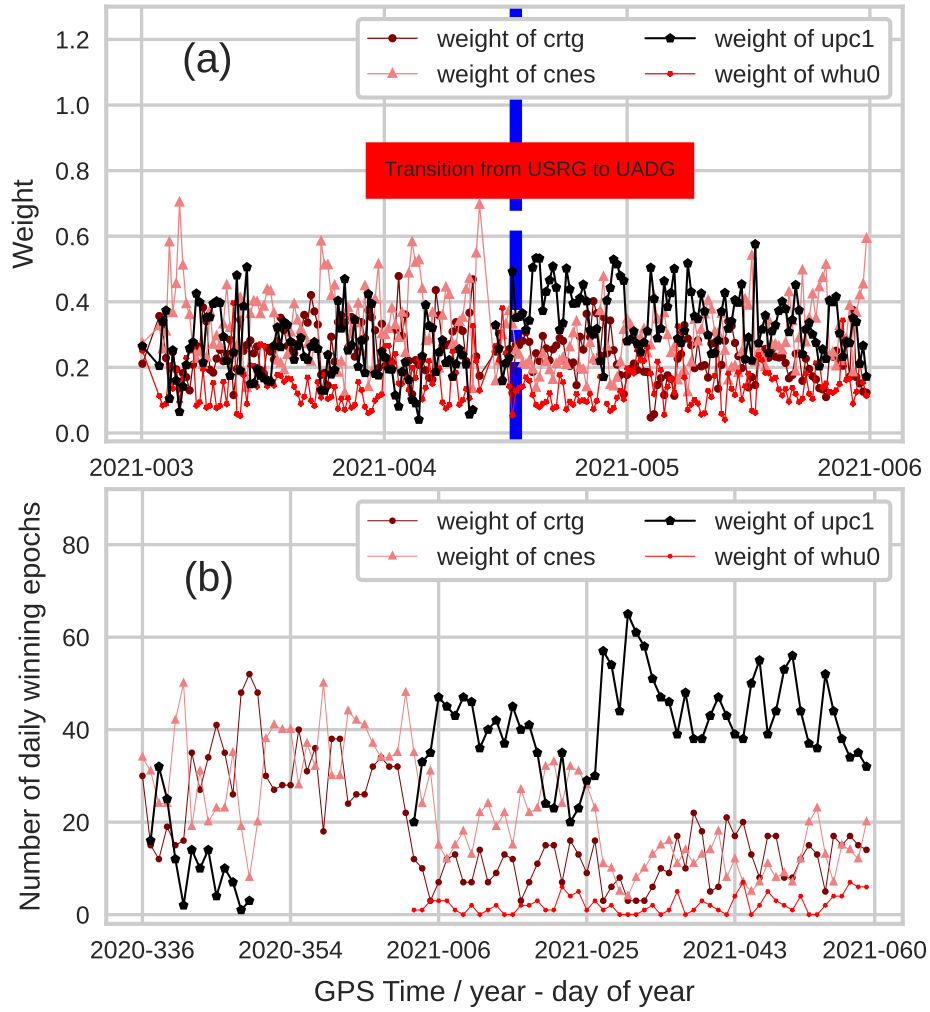 (a)
weight of crtg
weight of upc1
weight of cnes
weight of whu0
Transition from USRG to UADG
Weight
1.2
1.0
0.8
0.6
0.4
0.2
0.0
2021-003
2021-004
2021-005
2021-006
(b)
weight of crtg
weight of upc1
weight of cnes
weight of whu0
Number of daily winning epochs
80
60
40
20
0
2020-336
2020-354
2021-006
2021-025
2021-043
2021-060
GPS Time / year - day of year